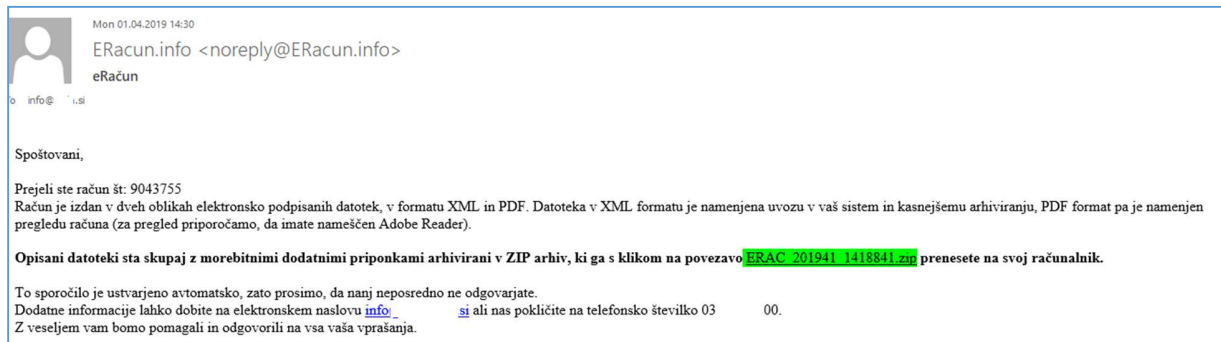 Mon 01.04.2019 14:30
ERacun.info <noreply@ERacun.info>
eRačun
o info@ .si
Spoštovani,
Prejeli ste račun št: 9043755
Račun je izdan v dveh oblikah elektronsko podpisanih datotek, v formatu XML in PDF. Datoteka v XML formatu je namenjena uvozu v vaš sistem in kasnejšemu arhiviranju, PDF format pa je namenjen
pregledu računa (za pregled priporočamo, da imate nameščen Adobe Reader).
Opisani datoteki sta skupaj z morebitnimi dodatnimi priponkami arhivirani v ZIP arhiv, ki ga s klikom na povezavo ERAC_201941_1418841.zip prenesete na svoj računalnik.
To sporočilo je ustvarjeno avtomatsko, zato prosimo, da nanj neposredno ne odgovarjate.
Dodatne informacije lahko dobite na elektronskem naslovu info si ali nas pokličite na telefonsko številko 03 00.
Z veseljem vam bomo pomagali in odgovorili na vsa vaša vprašanja.